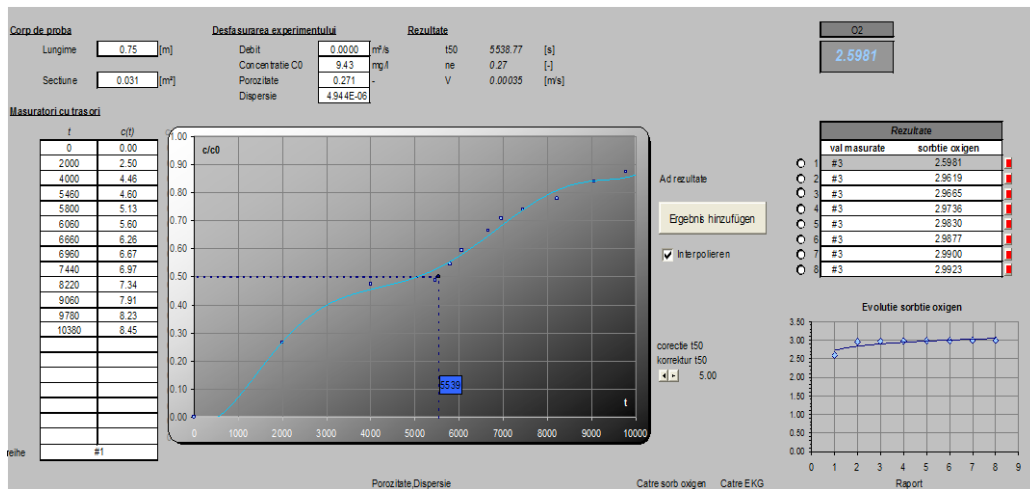 Corp de proba
Lungime 0.75 [m]
Sectiune 0.031 [m²]
Desfasurarea experimentului
Debit 0.0000 m³/s
Concentratie C0 9.43 mg/l
Porozitate 0.271 -
Dispersie 4.944E-06
Rezultate
t50 5538.77 [s]
ne 0.27 [-]
V 0.00035 [m/s]
O2
2.5981
Masuratori cu trasori
t c(t)
0 0.00
2000 2.50
4000 4.46
5460 4.60
5800 5.13
6060 5.60
6660 6.26
6960 6.67
7440 6.97
8220 7.34
9060 7.91
9780 8.23
10380 8.45
reihe #1
c/c0
1.00
0.90
0.80
0.70
0.60
0.50
0.40
0.30
0.20
0.10
0.00
5539
t
0 1000 2000 3000 4000 5000 6000 7000 8000 9000 10000
Ad rezultate
Ergebnis hinzufügen
Interpolieren
corectie t50
korrektur t50
5.00
Rezultate
val masurate sorbtie oxigen
1 #3 2.5981
2 #3 2.9619
3 #3 2.9665
4 #3 2.9736
5 #3 2.9830
6 #3 2.9877
7 #3 2.9900
8 #3 2.9923
Evolutie sorbtie oxigen
3.50
3.00
2.50
2.00
1.50
1.00
0.50
0.00
0 1 2 3 4 5 6 7 8 9
Raport
Porozitate,Dispersie
Catre sorb oxigen
Catre EKG